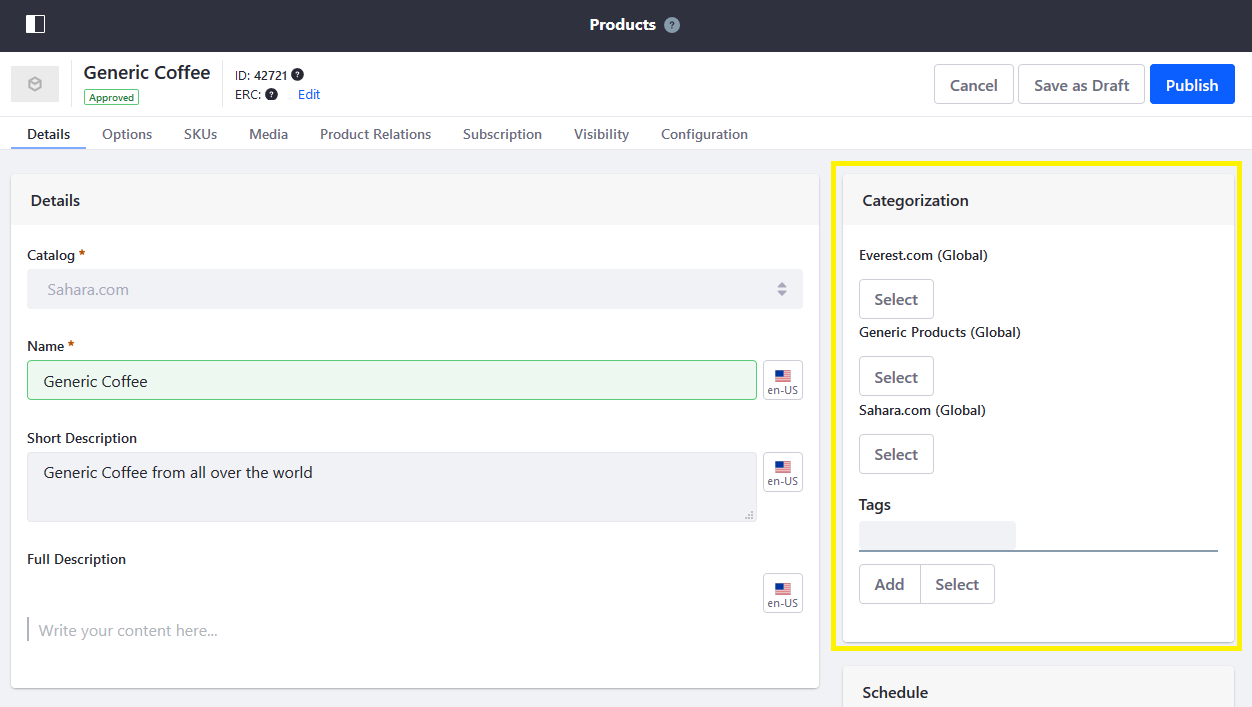 Products ?
Generic Coffee
Approved
ID: 42721 ?
ERC: ? Edit
Cancel
Save as Draft
Publish
Details
Options
SKUs
Media
Product Relations
Subscription
Visibility
Configuration
Details
Catalog *
Sahara.com
Name *
Generic Coffee
en-US
Short Description
Generic Coffee from all over the world
en-US
Full Description
en-US
Write your content here...
Categorization
Everest.com (Global)
Select
Generic Products (Global)
Select
Sahara.com (Global)
Select
Tags
Add
Select
Schedule